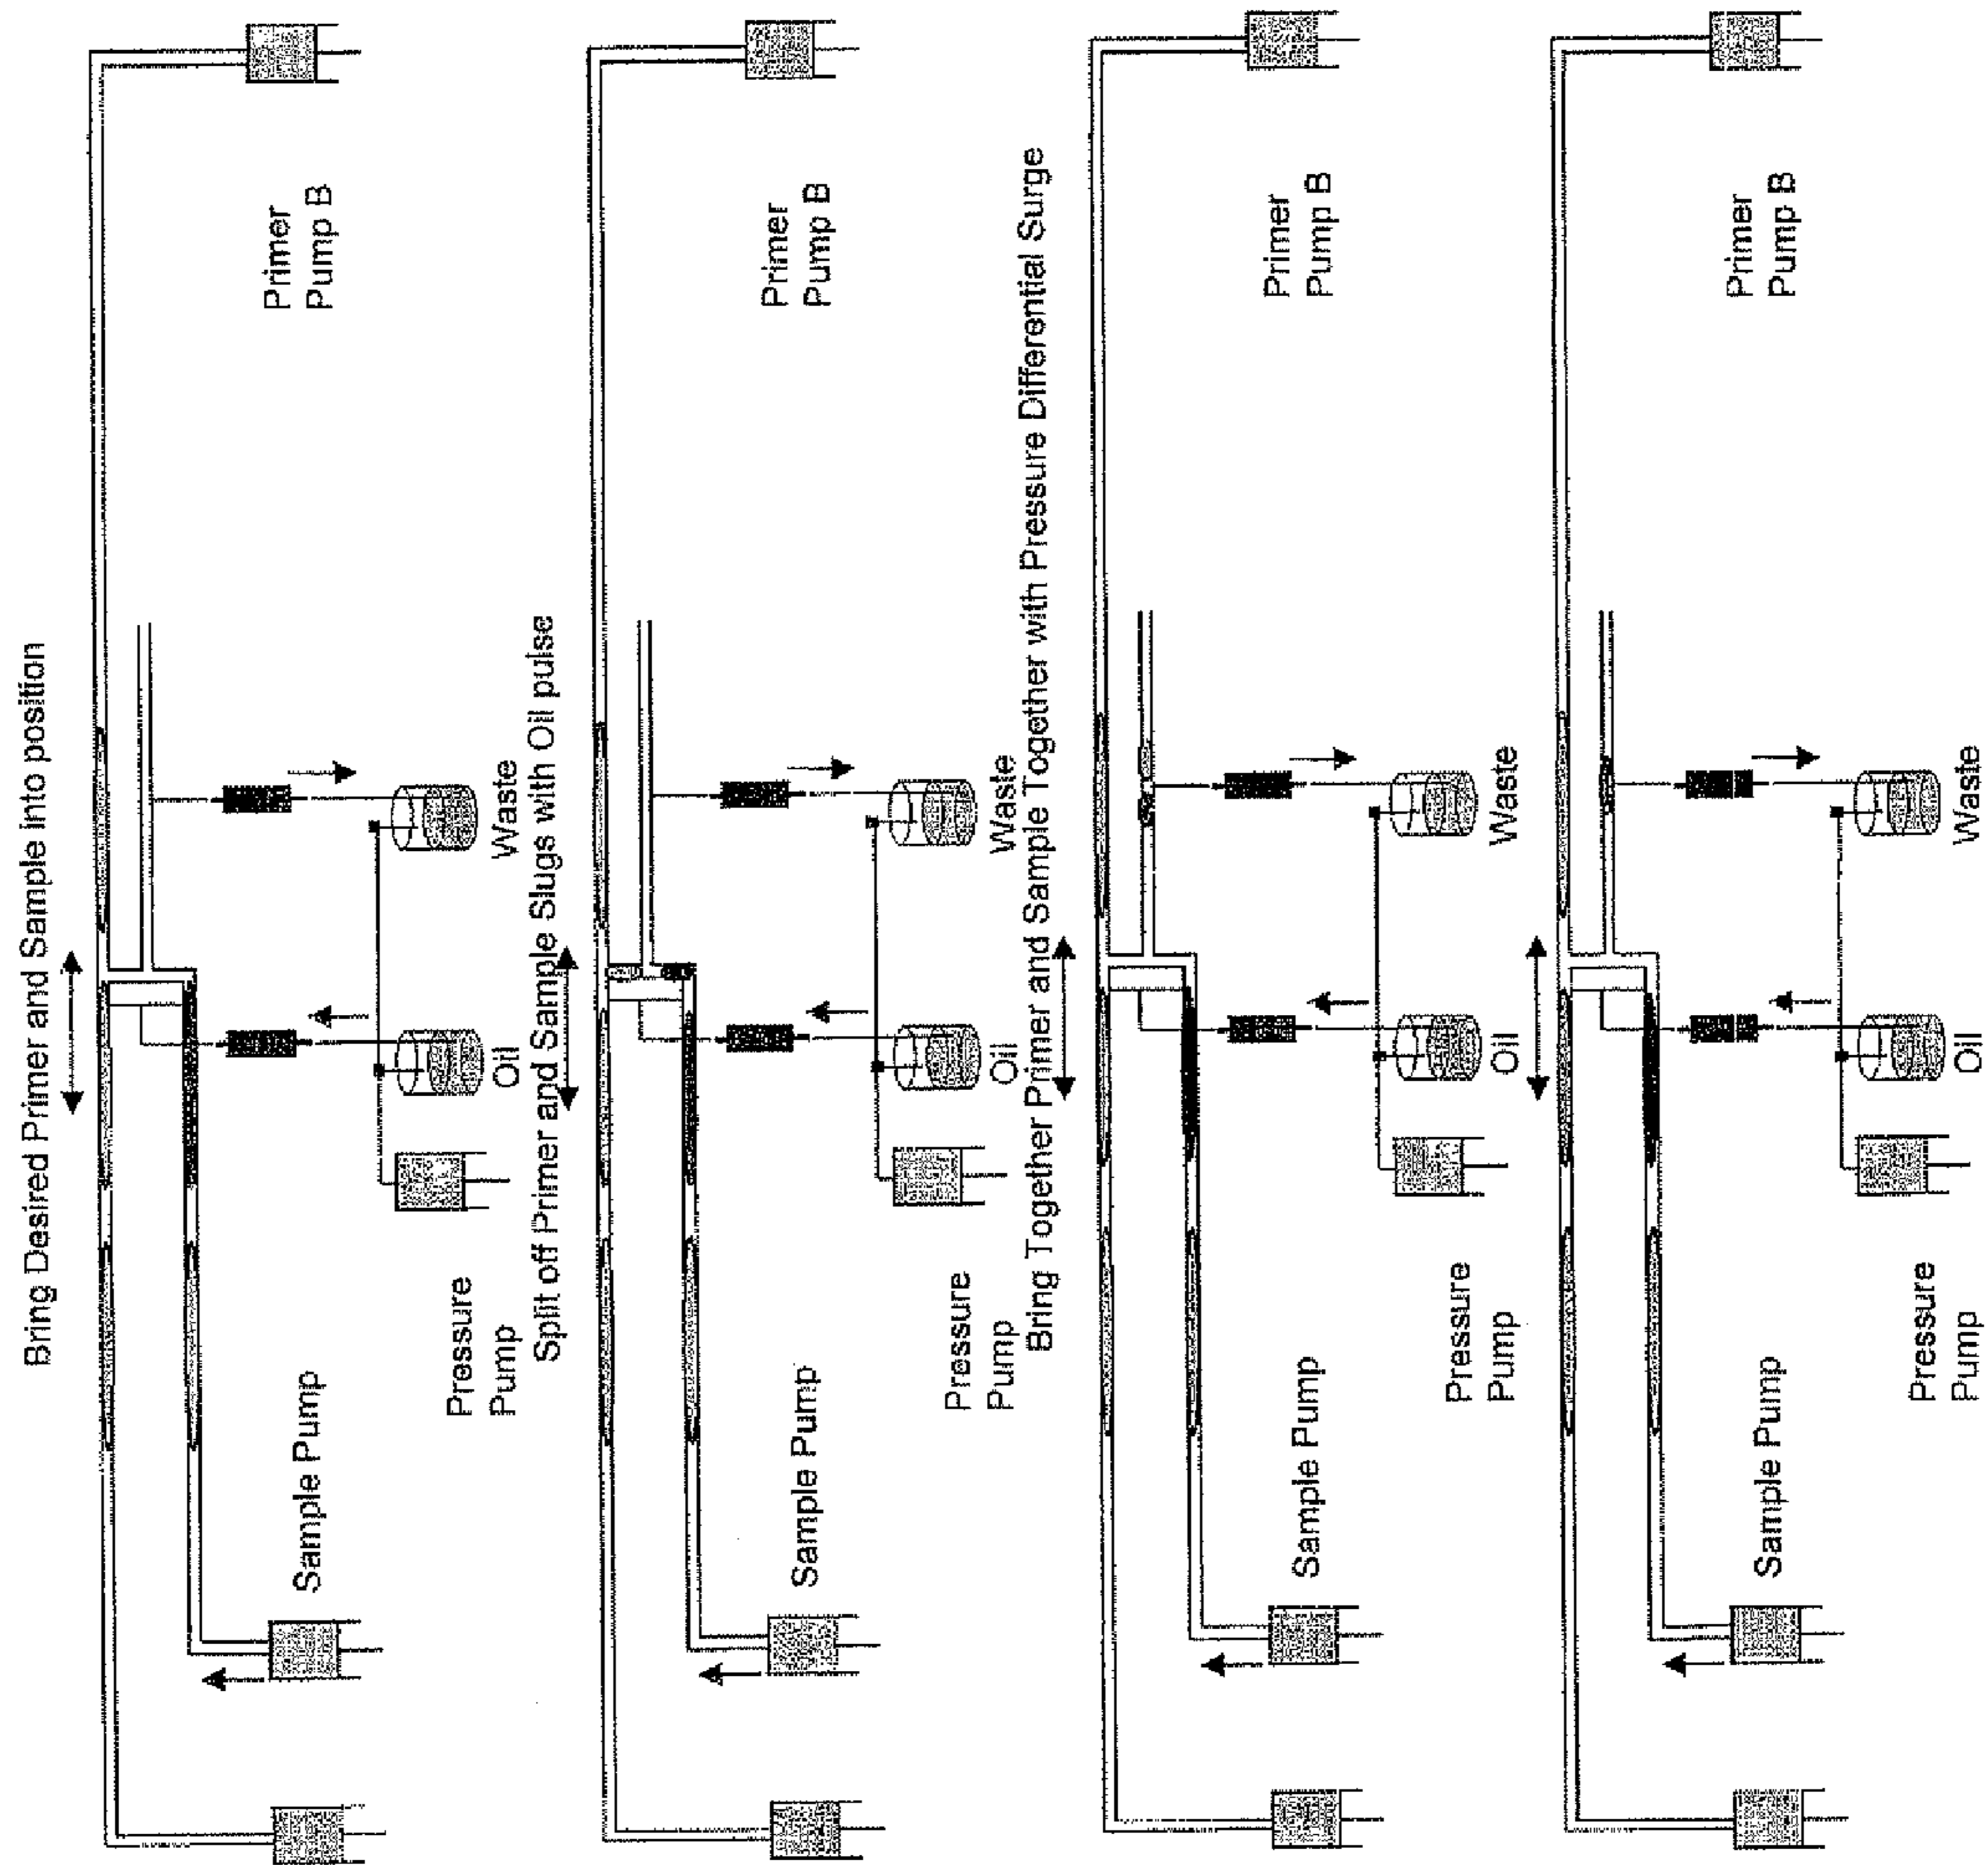 Bring Desired Primer and Sample into position
Sample Pump
Primer
Pump B
Pressure
Pump
Oil
Waste
Split off Primer and Sample Slugs with Oil pulse
Sample Pump
Primer
Pump B
Pressure
Pump
Oil
Waste
Bring Together Primer and Sample Together with Pressure Differential Surge
Sample Pump
Primer
Pump B
Pressure
Pump
Oil
Waste
Sample Pump
Primer
Pump B
Pressure
Pump
Oil
Waste